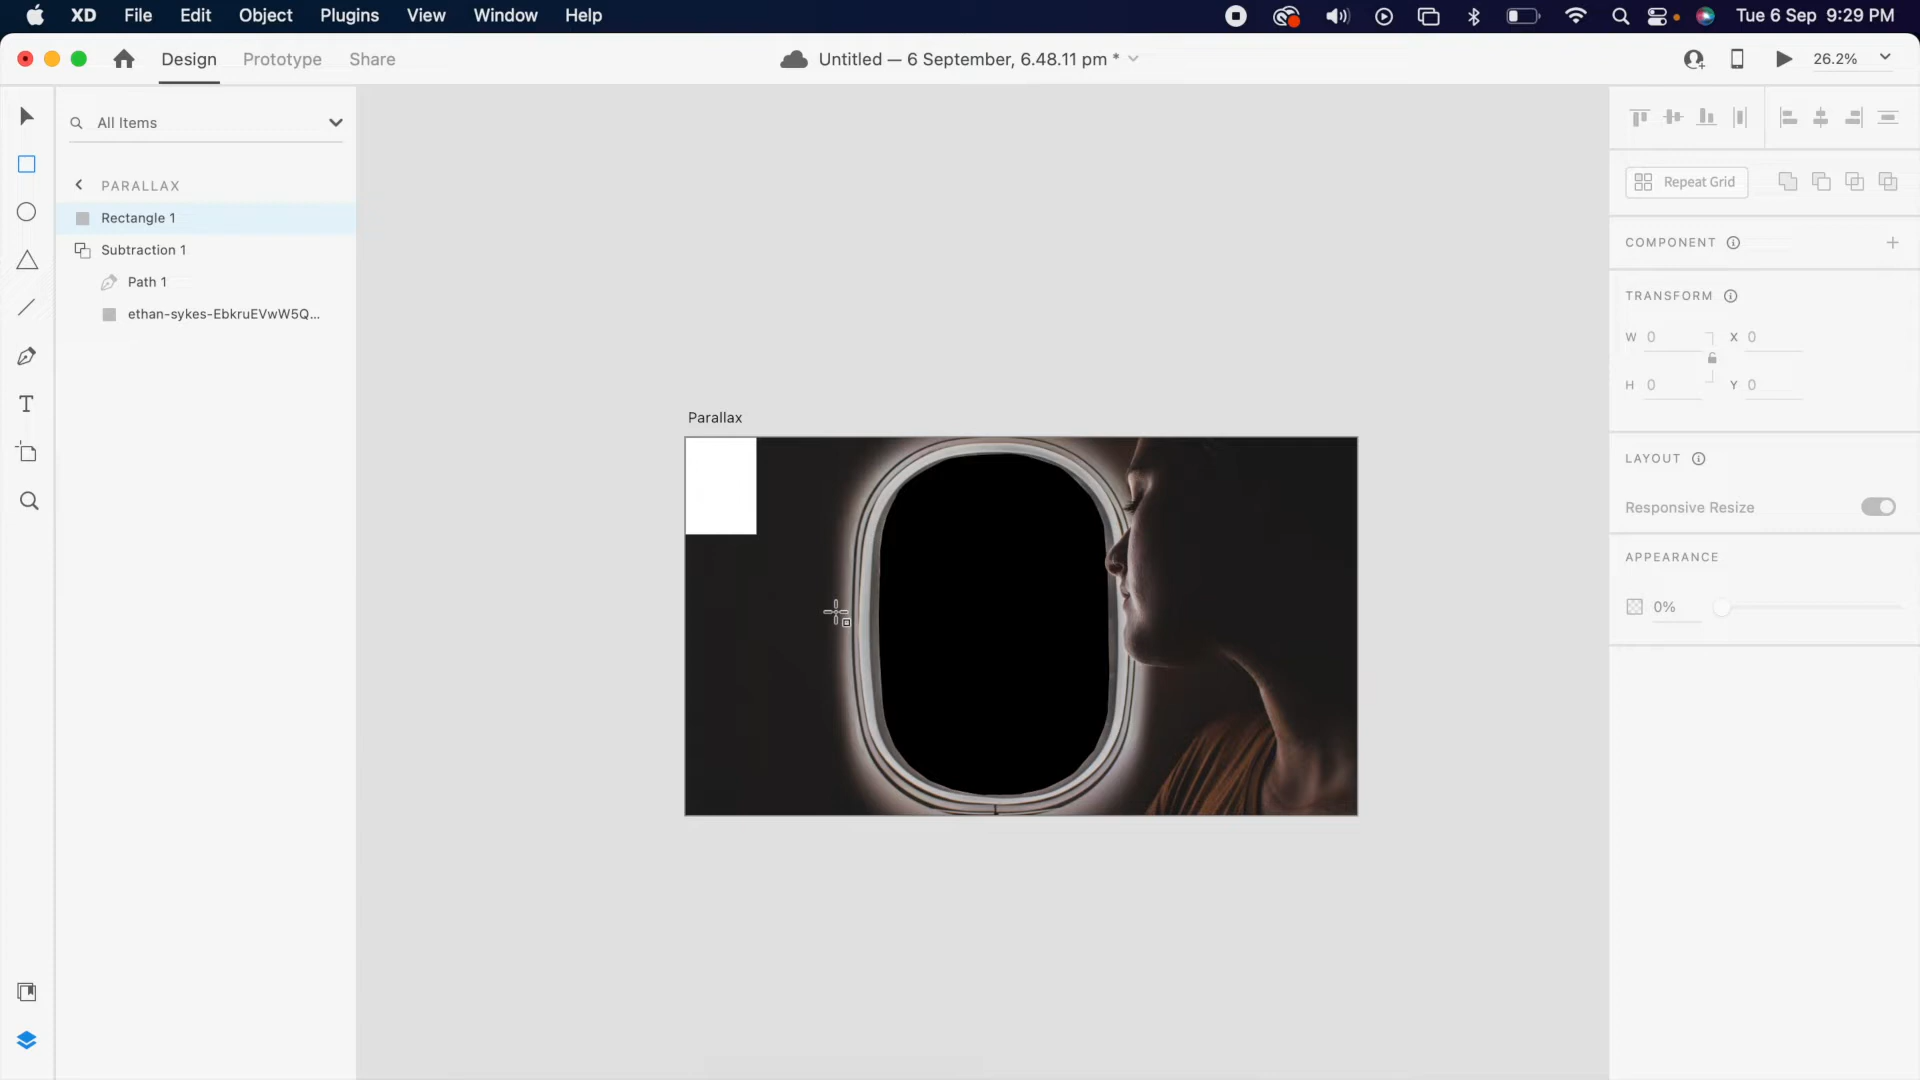 XD File Edit Object Plugins View Window Help Tue 6 Sep 9:29 PM
Design Prototype Share Untitled — 6 September, 6.48.11 pm * 26.2%
All Items
PARALLAX
Rectangle 1
Subtraction 1
Path 1
ethan-sykes-EbkruEVwW5Q...
Parallax
Repeat Grid
COMPONENT
TRANSFORM
W 0 X 0
H 0 Y 0
LAYOUT
Responsive Resize
APPEARANCE
0%